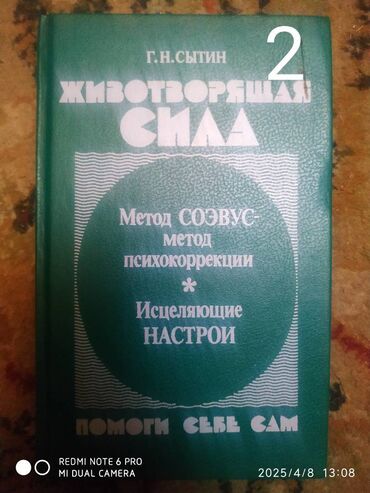 Г.Н.СЫТИН
2
ЖИВОТВОРЯЩАЯ
СИЛА
Метод СОЭВУС-
метод
психокоррекции
*
Исцеляющие
НАСТРОИ
ПОМОГИ СЕБЕ САМ
REDMI NOTE 6 PRO
MI DUAL CAMERA
2025/4/8 13:08